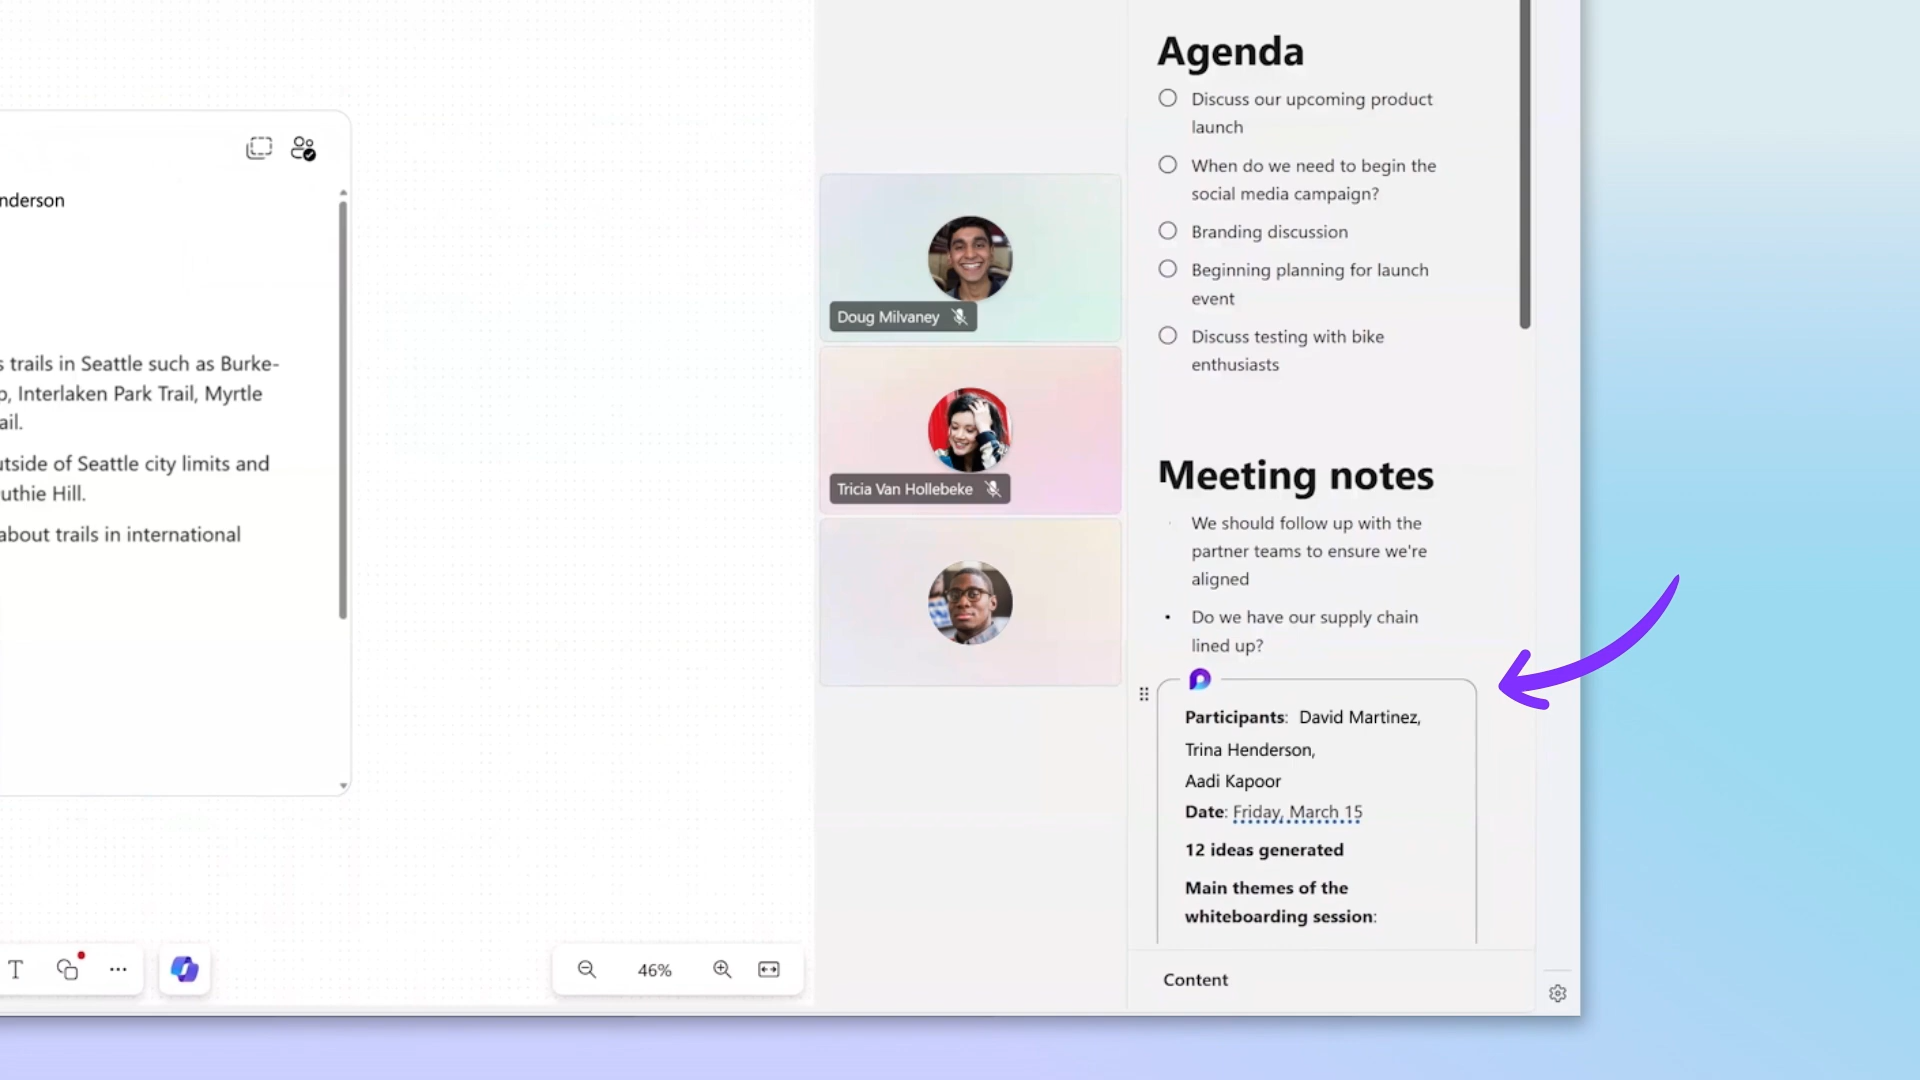 nderson
s trails in Seattle such as Burke-
p, Interlaken Park Trail, Myrtle
ail.
utside of Seattle city limits and
uthie Hill.
about trails in international
T
46%
Doug Milvaney
Tricia Van Hollebeke
Agenda
Discuss our upcoming product
launch
When do we need to begin the
social media campaign?
Branding discussion
Beginning planning for launch
event
Discuss testing with bike
enthusiasts
Meeting notes
We should follow up with the
partner teams to ensure we're
aligned
• Do we have our supply chain
lined up?
Participants: David Martinez,
Trina Henderson,
Aadi Kapoor
Date: Friday, March 15
12 ideas generated
Main themes of the
whiteboarding session:
Content